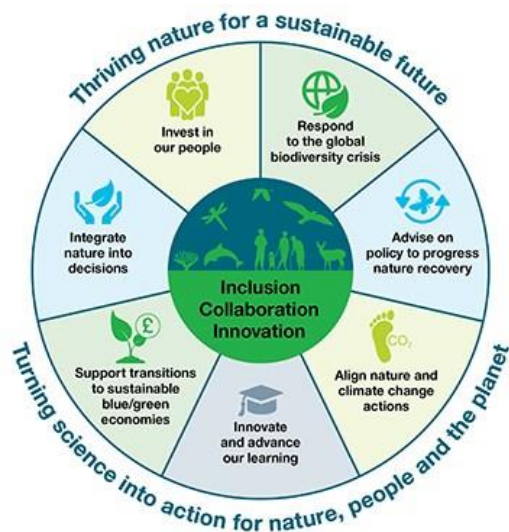 Thriving nature for a sustainable future
Invest in
our people
Respond
to the global
biodiversity crisis
Integrate
nature into
decisions
Advise on
policy to progress
nature recovery
Inclusion
Collaboration
Innovation
£
Support transitions
to sustainable
blue/green
economies
CO₂
Align nature and
climate change
actions
Innovate
and advance
our learning
Turning science into action for nature, people and the planet